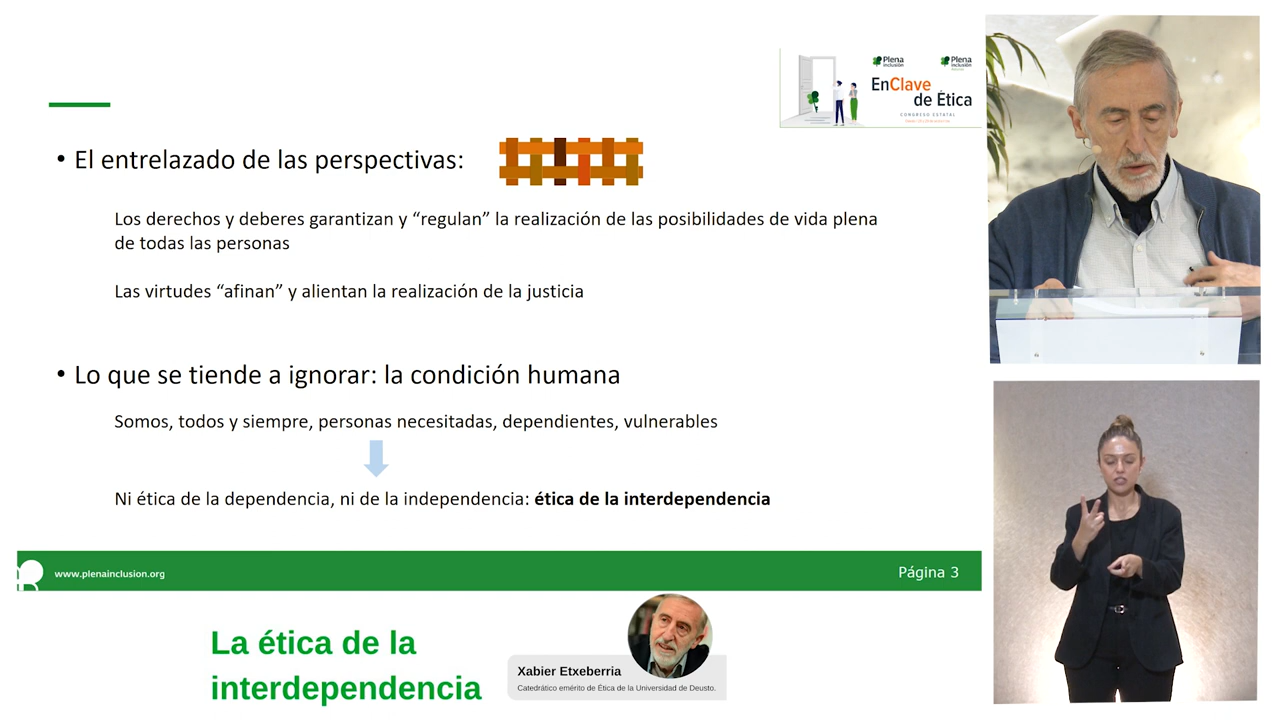 Plena
inclusión
Plena
inclusión
EnClave
de Ética
CONGRESO ESTATAL
• El entrelazado de las perspectivas:
Los derechos y deberes garantizan y “regulan” la realización de las posibilidades de vida plena
de todas las personas
Las virtudes “afinan” y alientan la realización de la justicia
• Lo que se tiende a ignorar: la condición humana
Somos, todos y siempre, personas necesitadas, dependientes, vulnerables
Ni ética de la dependencia, ni de la independencia: ética de la interdependencia
www.plenainclusion.org
Página 3
La ética de la
interdependencia
Xabier Etxeberria
Catedrático emérito de Ética de la Universidad de Deusto.